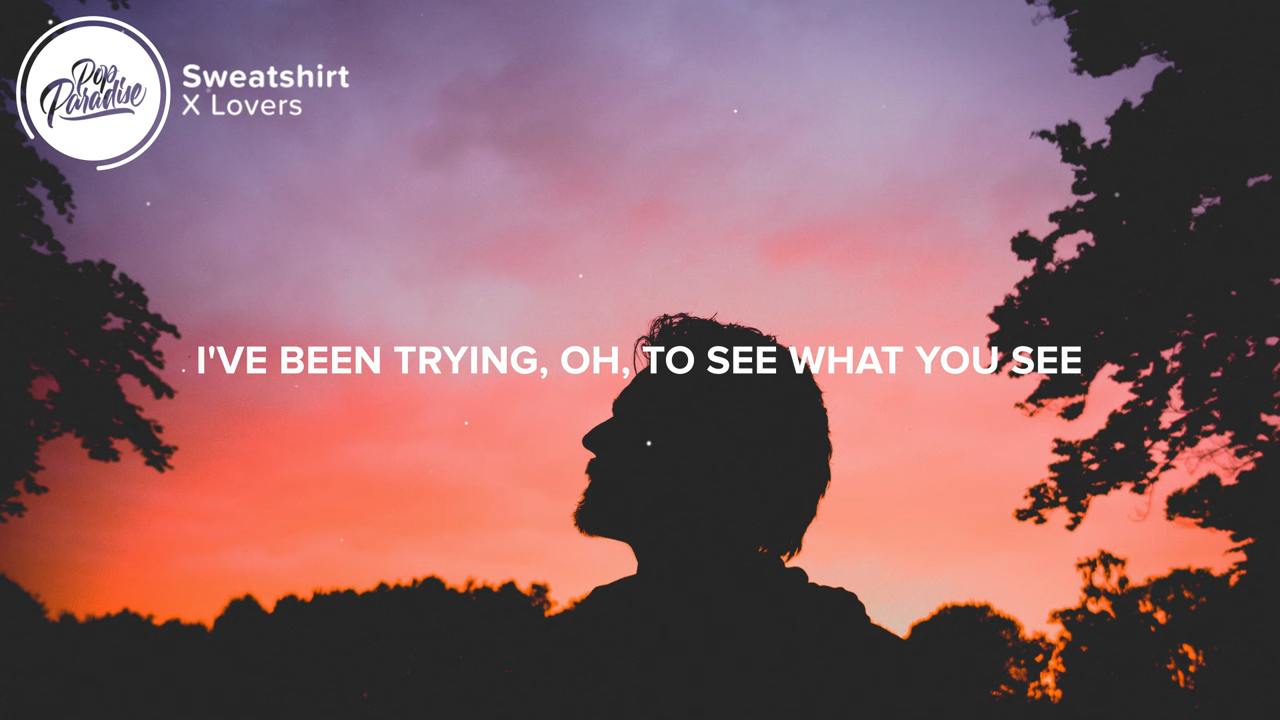 Pop
Paradise
Sweatshirt
X Lovers
I'VE BEEN TRYING, OH, TO SEE WHAT YOU SEE